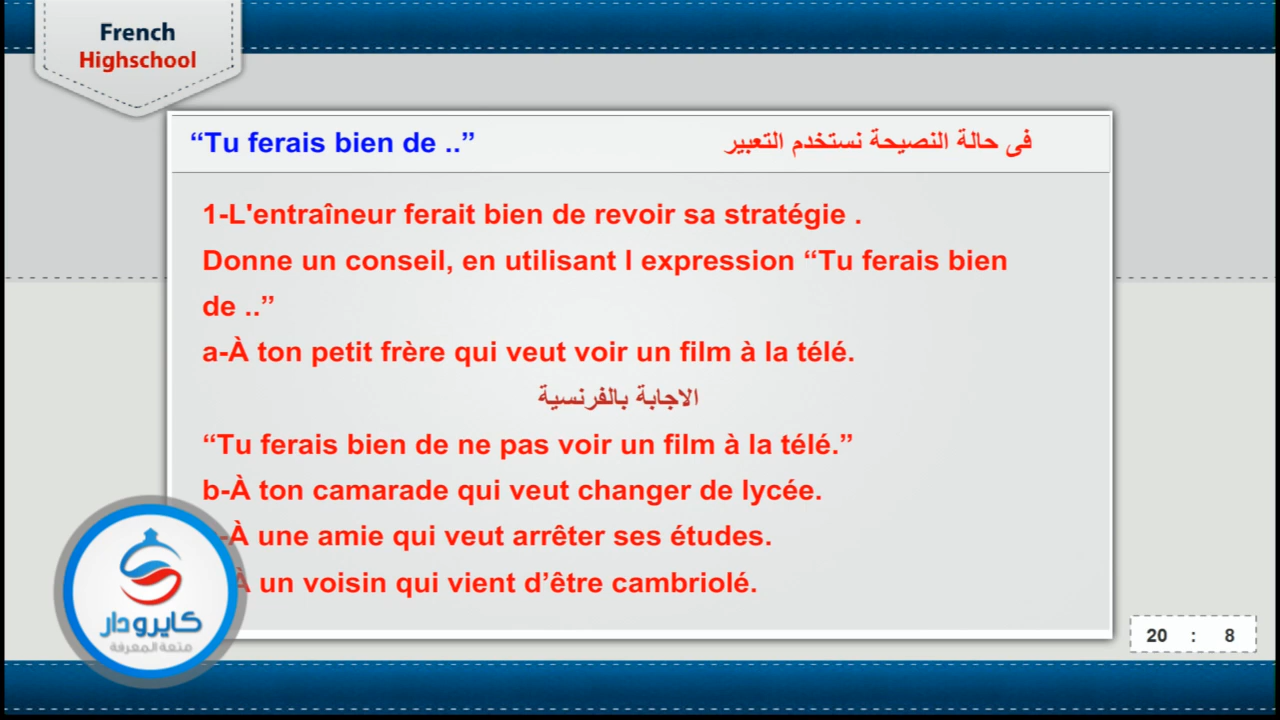 French
Highschool
“Tu ferais bien de ..” فى حالة النصيحة نستخدم التعبير
1-L'entraîneur ferait bien de revoir sa stratégie .
Donne un conseil, en utilisant l expression “Tu ferais bien
de ..”
a-À ton petit frère qui veut voir un film à la télé.
الاجابة بالفرنسية
“Tu ferais bien de ne pas voir un film à la télé.”
b-À ton camarade qui veut changer de lycée.
-À une amie qui veut arrêter ses études.
À un voisin qui vient d’être cambriolé.
كايرودار
متعة المعرفة
20 : 8